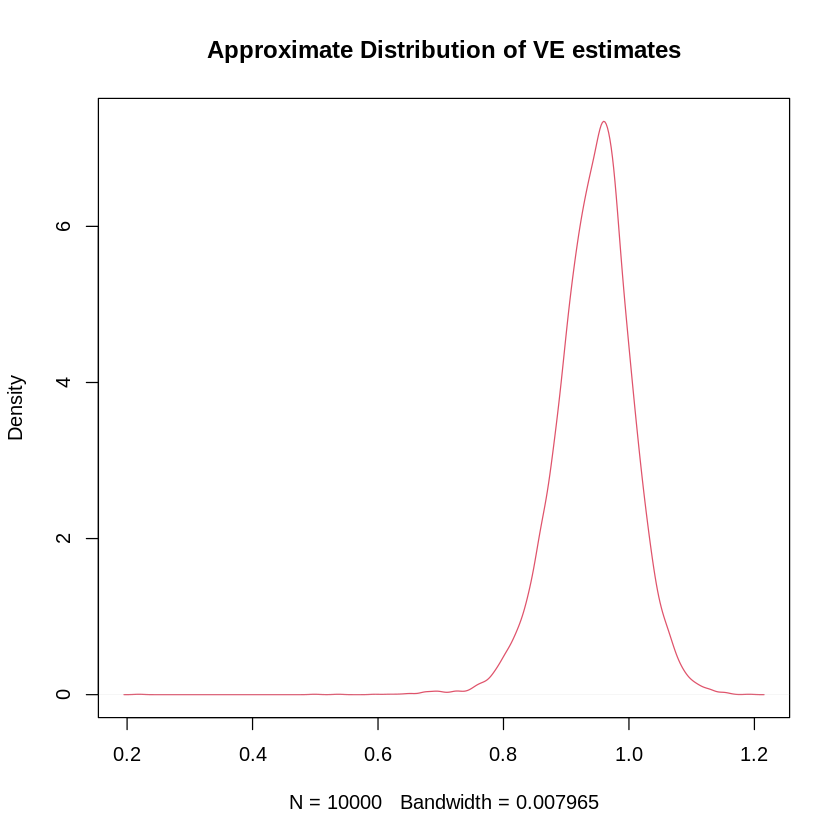 Approximate Distribution of VE estimates
Density
6
4
2
0
0.2 0.4 0.6 0.8 1.0 1.2
N = 10000 Bandwidth = 0.007965